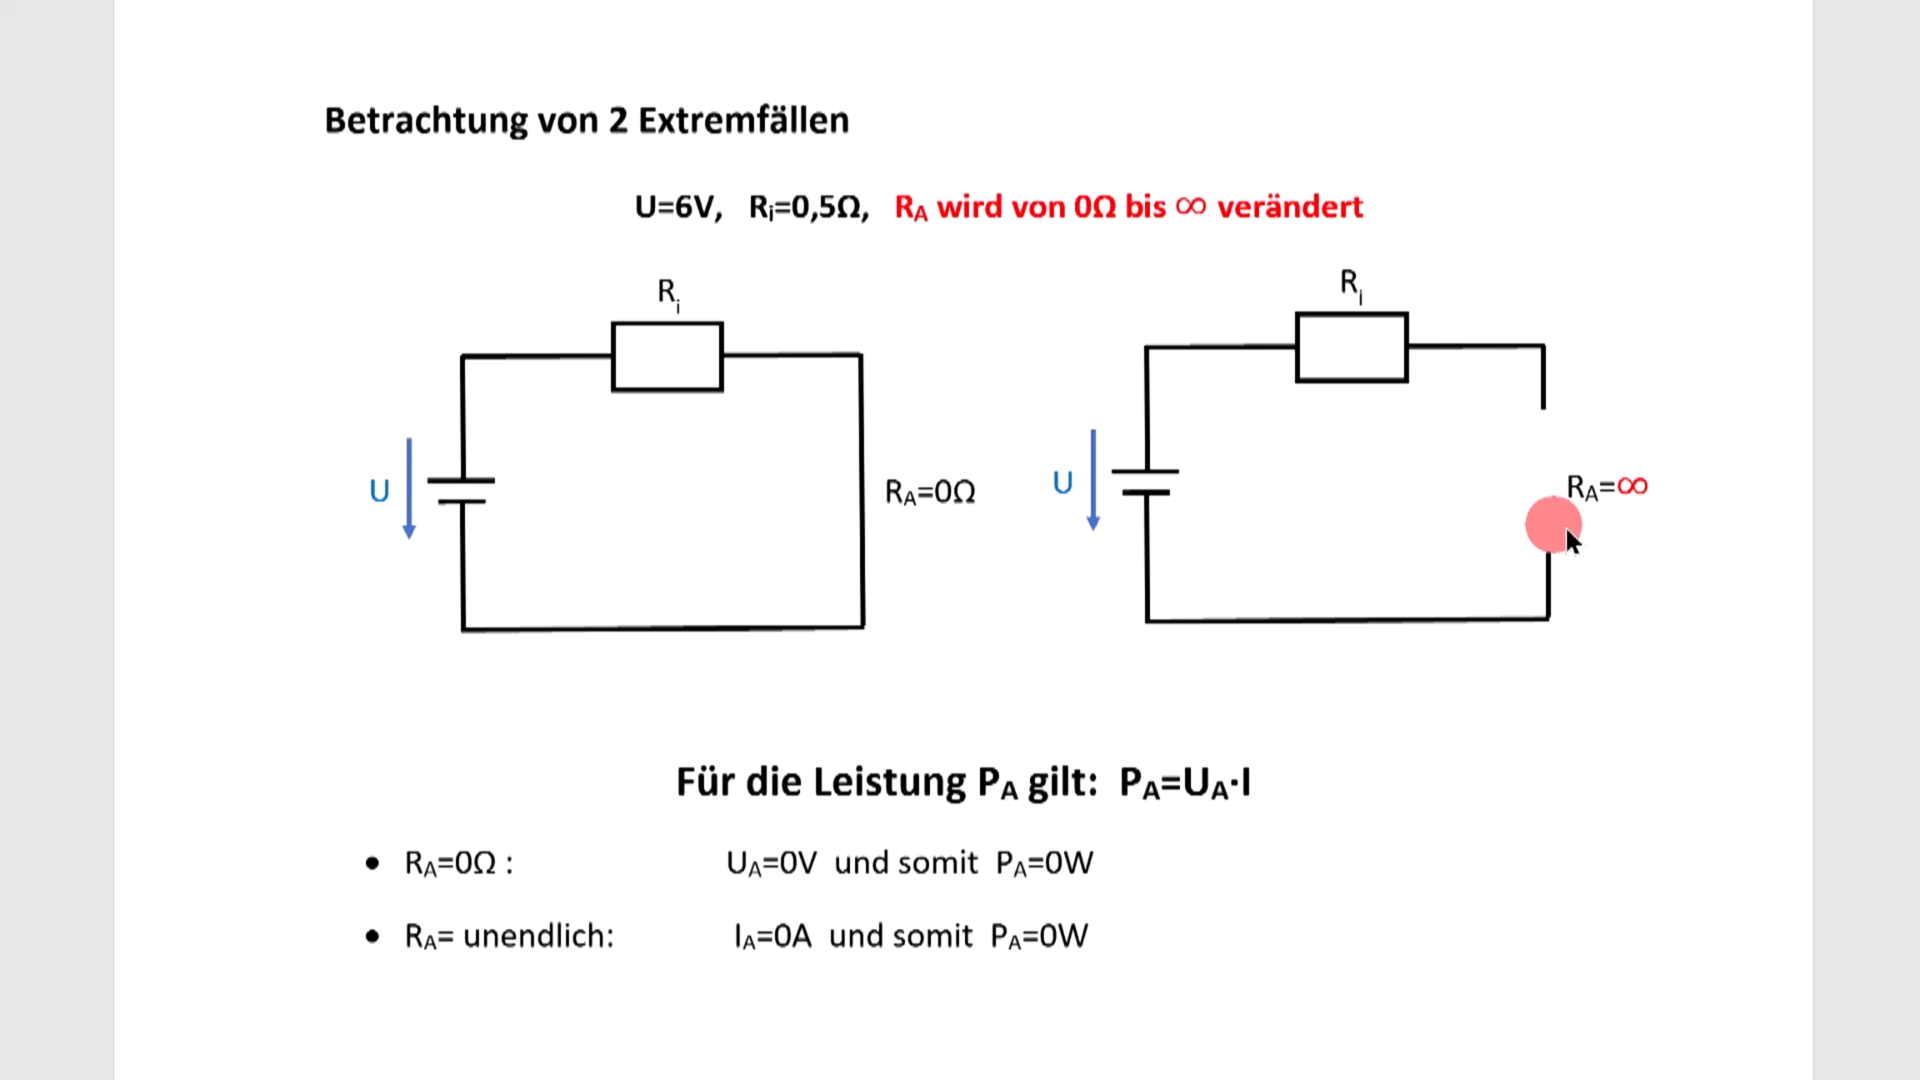 Betrachtung von 2 Extremfällen
U=6V, Ri=0,5Ω, RA wird von 0Ω bis ∞ verändert
Ri
Ri
U
RA=0Ω
U
RA=∞
Für die Leistung PA gilt: PA=UA·I
• RA=0Ω : UA=0V und somit PA=0W
• RA= unendlich: IA=0A und somit PA=0W